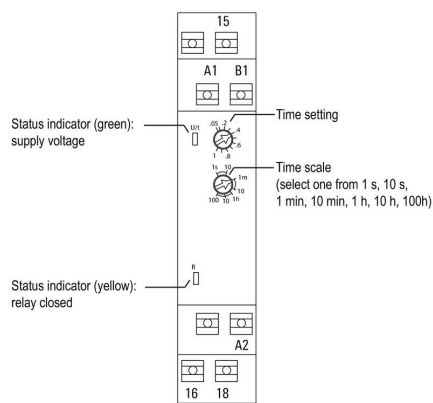 15
A1 B1
Status indicator (green):
supply voltage
U/t
.05 .2 .4 .6 .8 1
Time setting
1s 10 1m 10 1h 10 100
Time scale
(select one from 1 s, 10 s,
1 min, 10 min, 1 h, 10 h, 100h)
Status indicator (yellow):
relay closed
R
A2
16 18